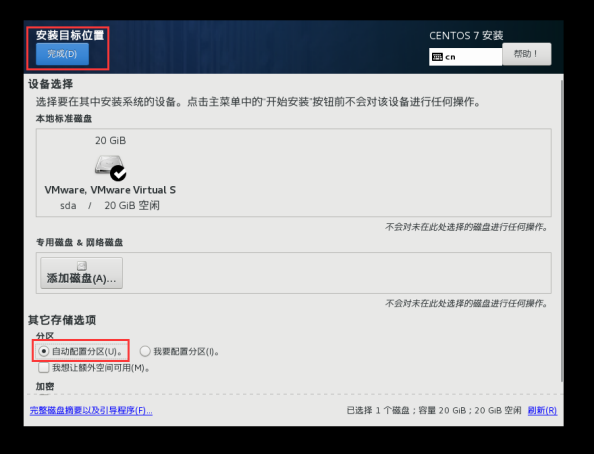 安装目标位置
CENTOS 7 安装
完成(D)
cn
帮助！
设备选择
选择要在其中安装系统的设备。点击主菜单中的"开始安装"按钮前不会对该设备进行任何操作。
本地标准磁盘
20 GiB
VMware, VMware Virtual S
sda / 20 GiB 空闲
不会对未在此处选择的磁盘进行任何操作。
专用磁盘 & 网络磁盘
添加磁盘(A)...
不会对未在此处选择的磁盘进行任何操作。
其它存储选项
分区
自动配置分区(U)。 我要配置分区(I)。
我想让额外空间可用(M)。
加密
完整磁盘摘要以及引导程序(F)... 已选择 1 个磁盘；容量 20 GiB；20 GiB 空闲 刷新(R)